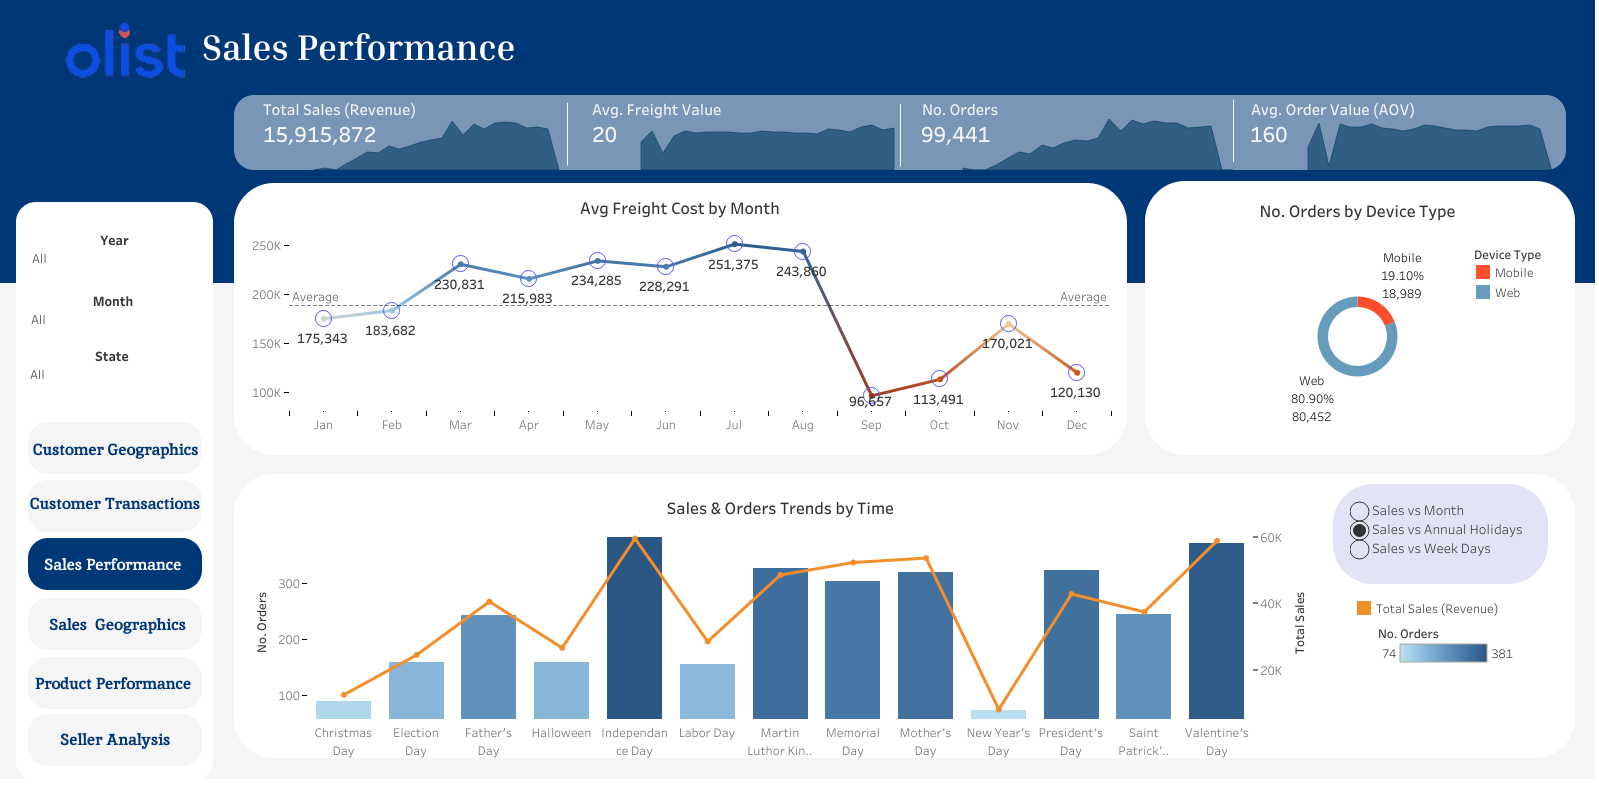 olist Sales Performance
Total Sales (Revenue)
15,915,872
Avg. Freight Value
20
No. Orders
99,441
Avg. Order Value (AOV)
160
Year
All
Month
All
State
All
Customer Geographics
Customer Transactions
Sales Performance
Sales  Geographics
Product Performance
Seller Analysis
Avg Freight Cost by Month
250K
200K
150K
100K
Average
Average
175,343
183,682
230,831
215,983
234,285
228,291
251,375
243,860
96,657
113,491
170,021
120,130
Jan
Feb
Mar
Apr
May
Jun
Jul
Aug
Sep
Oct
Nov
Dec
No. Orders by Device Type
Mobile
19.10%
18,989
Web
80.90%
80,452
Device Type
Mobile
Web
Sales & Orders Trends by Time
No. Orders
300
200
100
60K
40K
20K
Total Sales
Christmas
Day
Election
Day
Father's
Day
Halloween
Independan
ce Day
Labor Day
Martin
Luthor Kin..
Memorial
Day
Mother's
Day
New Year's
Day
President's
Day
Saint
Patrick'..
Valentine's
Day
Sales vs Month
Sales vs Annual Holidays
Sales vs Week Days
Total Sales (Revenue)
No. Orders
74
381